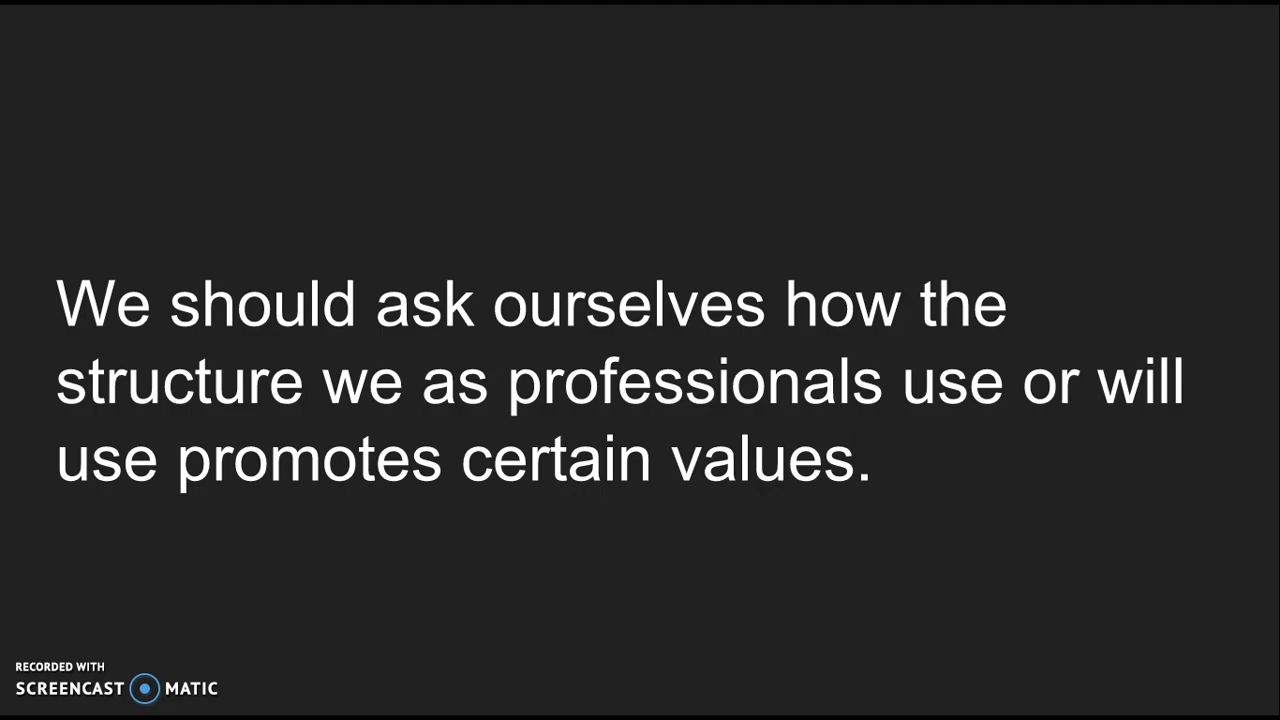 We should ask ourselves how the
structure we as professionals use or will
use promotes certain values.
RECORDED WITH
SCREENCAST MATIC